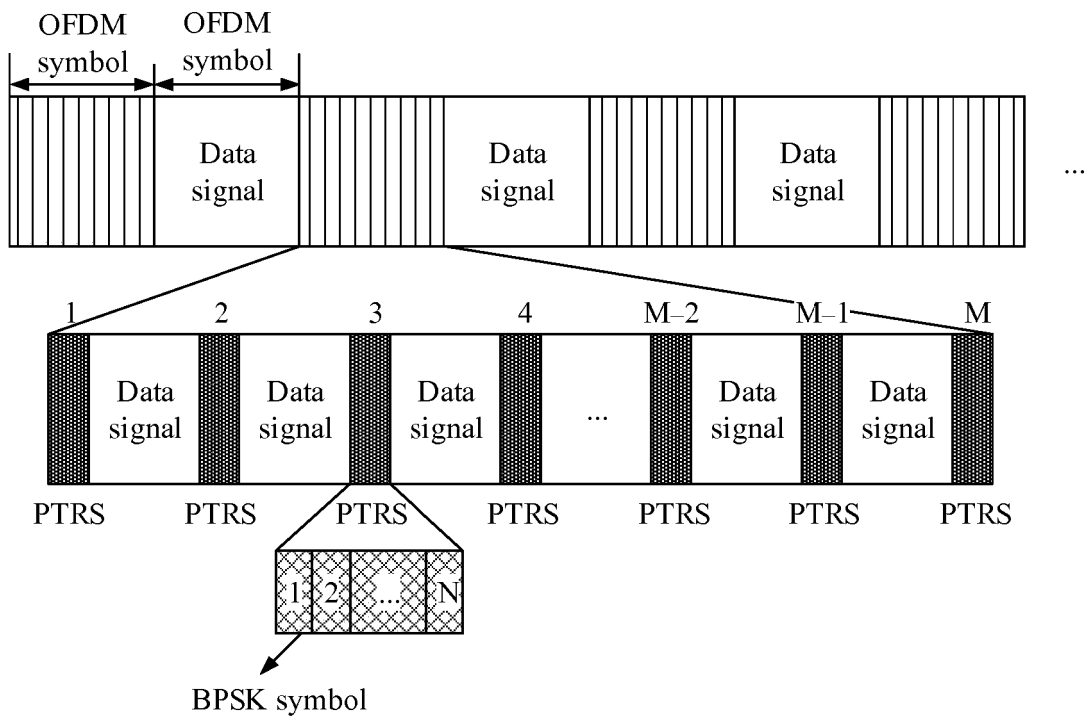 OFDM
symbol
OFDM
symbol
Data
signal
Data
signal
Data
signal
...
1 2 3 4 M–2 M–1 M
Data
signal
Data
signal
Data
signal
...
Data
signal
Data
signal
PTRS PTRS PTRS PTRS PTRS PTRS PTRS
1 2 ... N
BPSK symbol